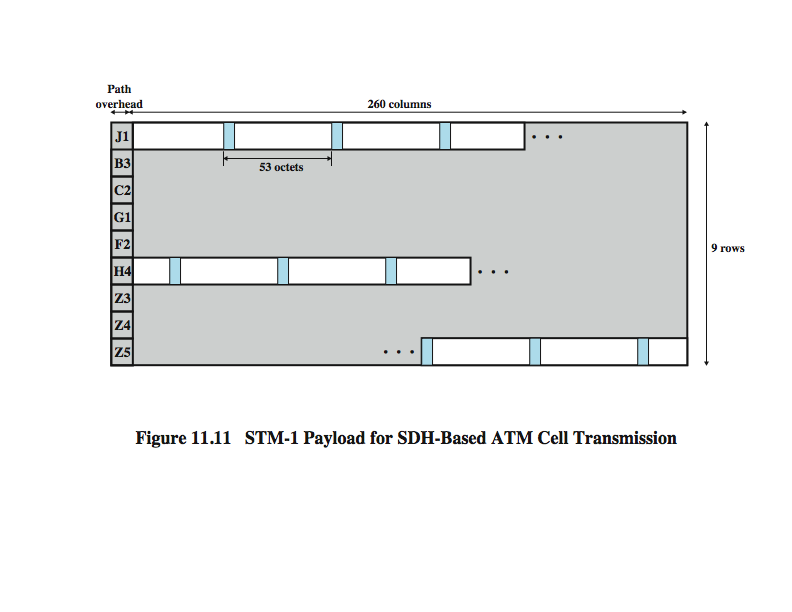 Path
overhead
260 columns
J1
• • •
53 octets
B3
C2
G1
F2
9 rows
H4
• • •
Z3
Z4
• • •
Z5
Figure 11.11 STM-1 Payload for SDH-Based ATM Cell Transmission